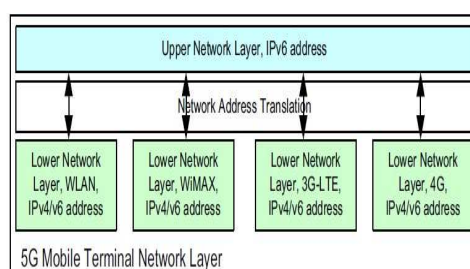 Upper Network Layer, IPv6 address
Network Address Translation
Lower Network
Layer, WLAN,
IPv4/v6 address
Lower Network
Layer, WiMAX,
IPv4/v6 address
Lower Network
Layer, 3G-LTE,
IPv4/v6 address
Lower Network
Layer, 4G,
IPv4/v6 address
5G Mobile Terminal Network Layer